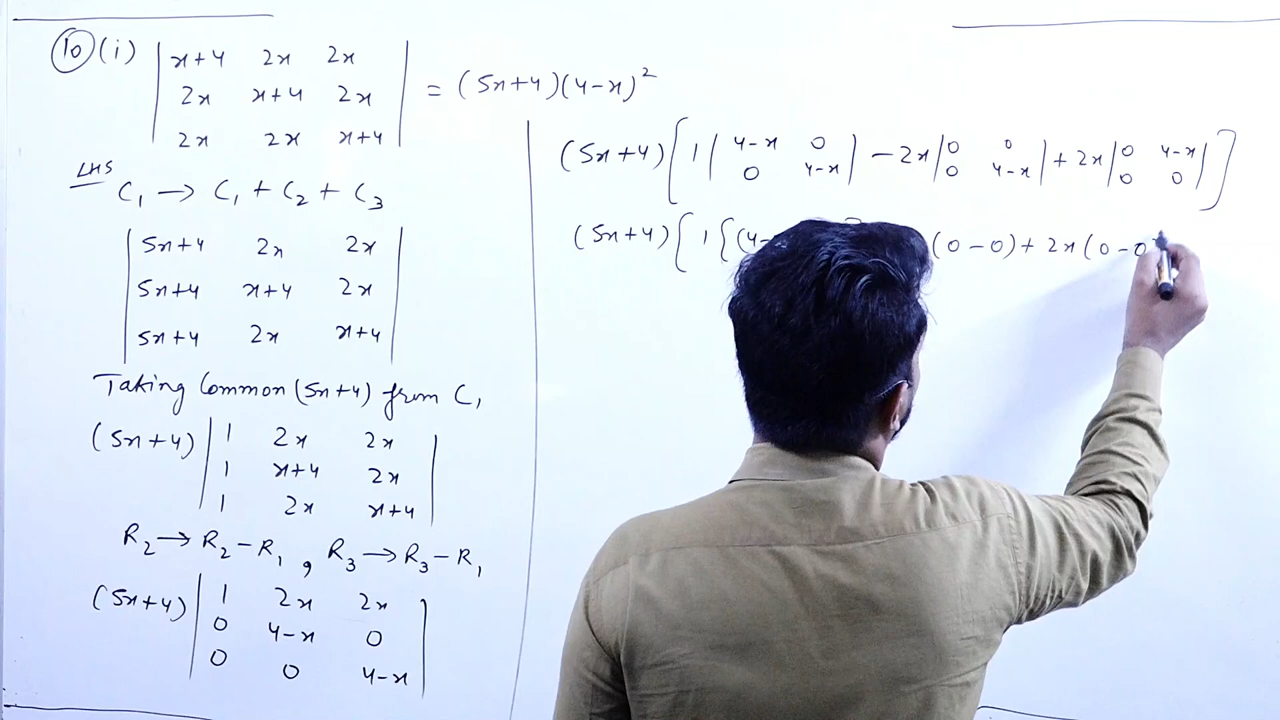 10 (i) | x+4 2x 2x |
| 2x x+4 2x | = (5x+4)(4-x)²
| 2x 2x x+4 |
LHS
C₁ → C₁ + C₂ + C₃
| 5x+4 2x 2x |
| 5x+4 x+4 2x |
| 5x+4 2x x+4 |
Taking Common (5x+4) from C₁
(5x+4) | 1 2x 2x |
| 1 x+4 2x |
| 1 2x x+4 |
R₂ → R₂ - R₁, R₃ → R₃ - R₁
(5x+4) | 1 2x 2x |
| 0 4-x 0 |
| 0 0 4-x |
(5x+4) [ 1 | 4-x 0 | - 2x | 0 0 | + 2x | 0 4-x | ]
| 0 4-x | | 0 4-x | | 0 0 |
(5x+4) [ 1 { (4- (0-0) + 2x (0-0